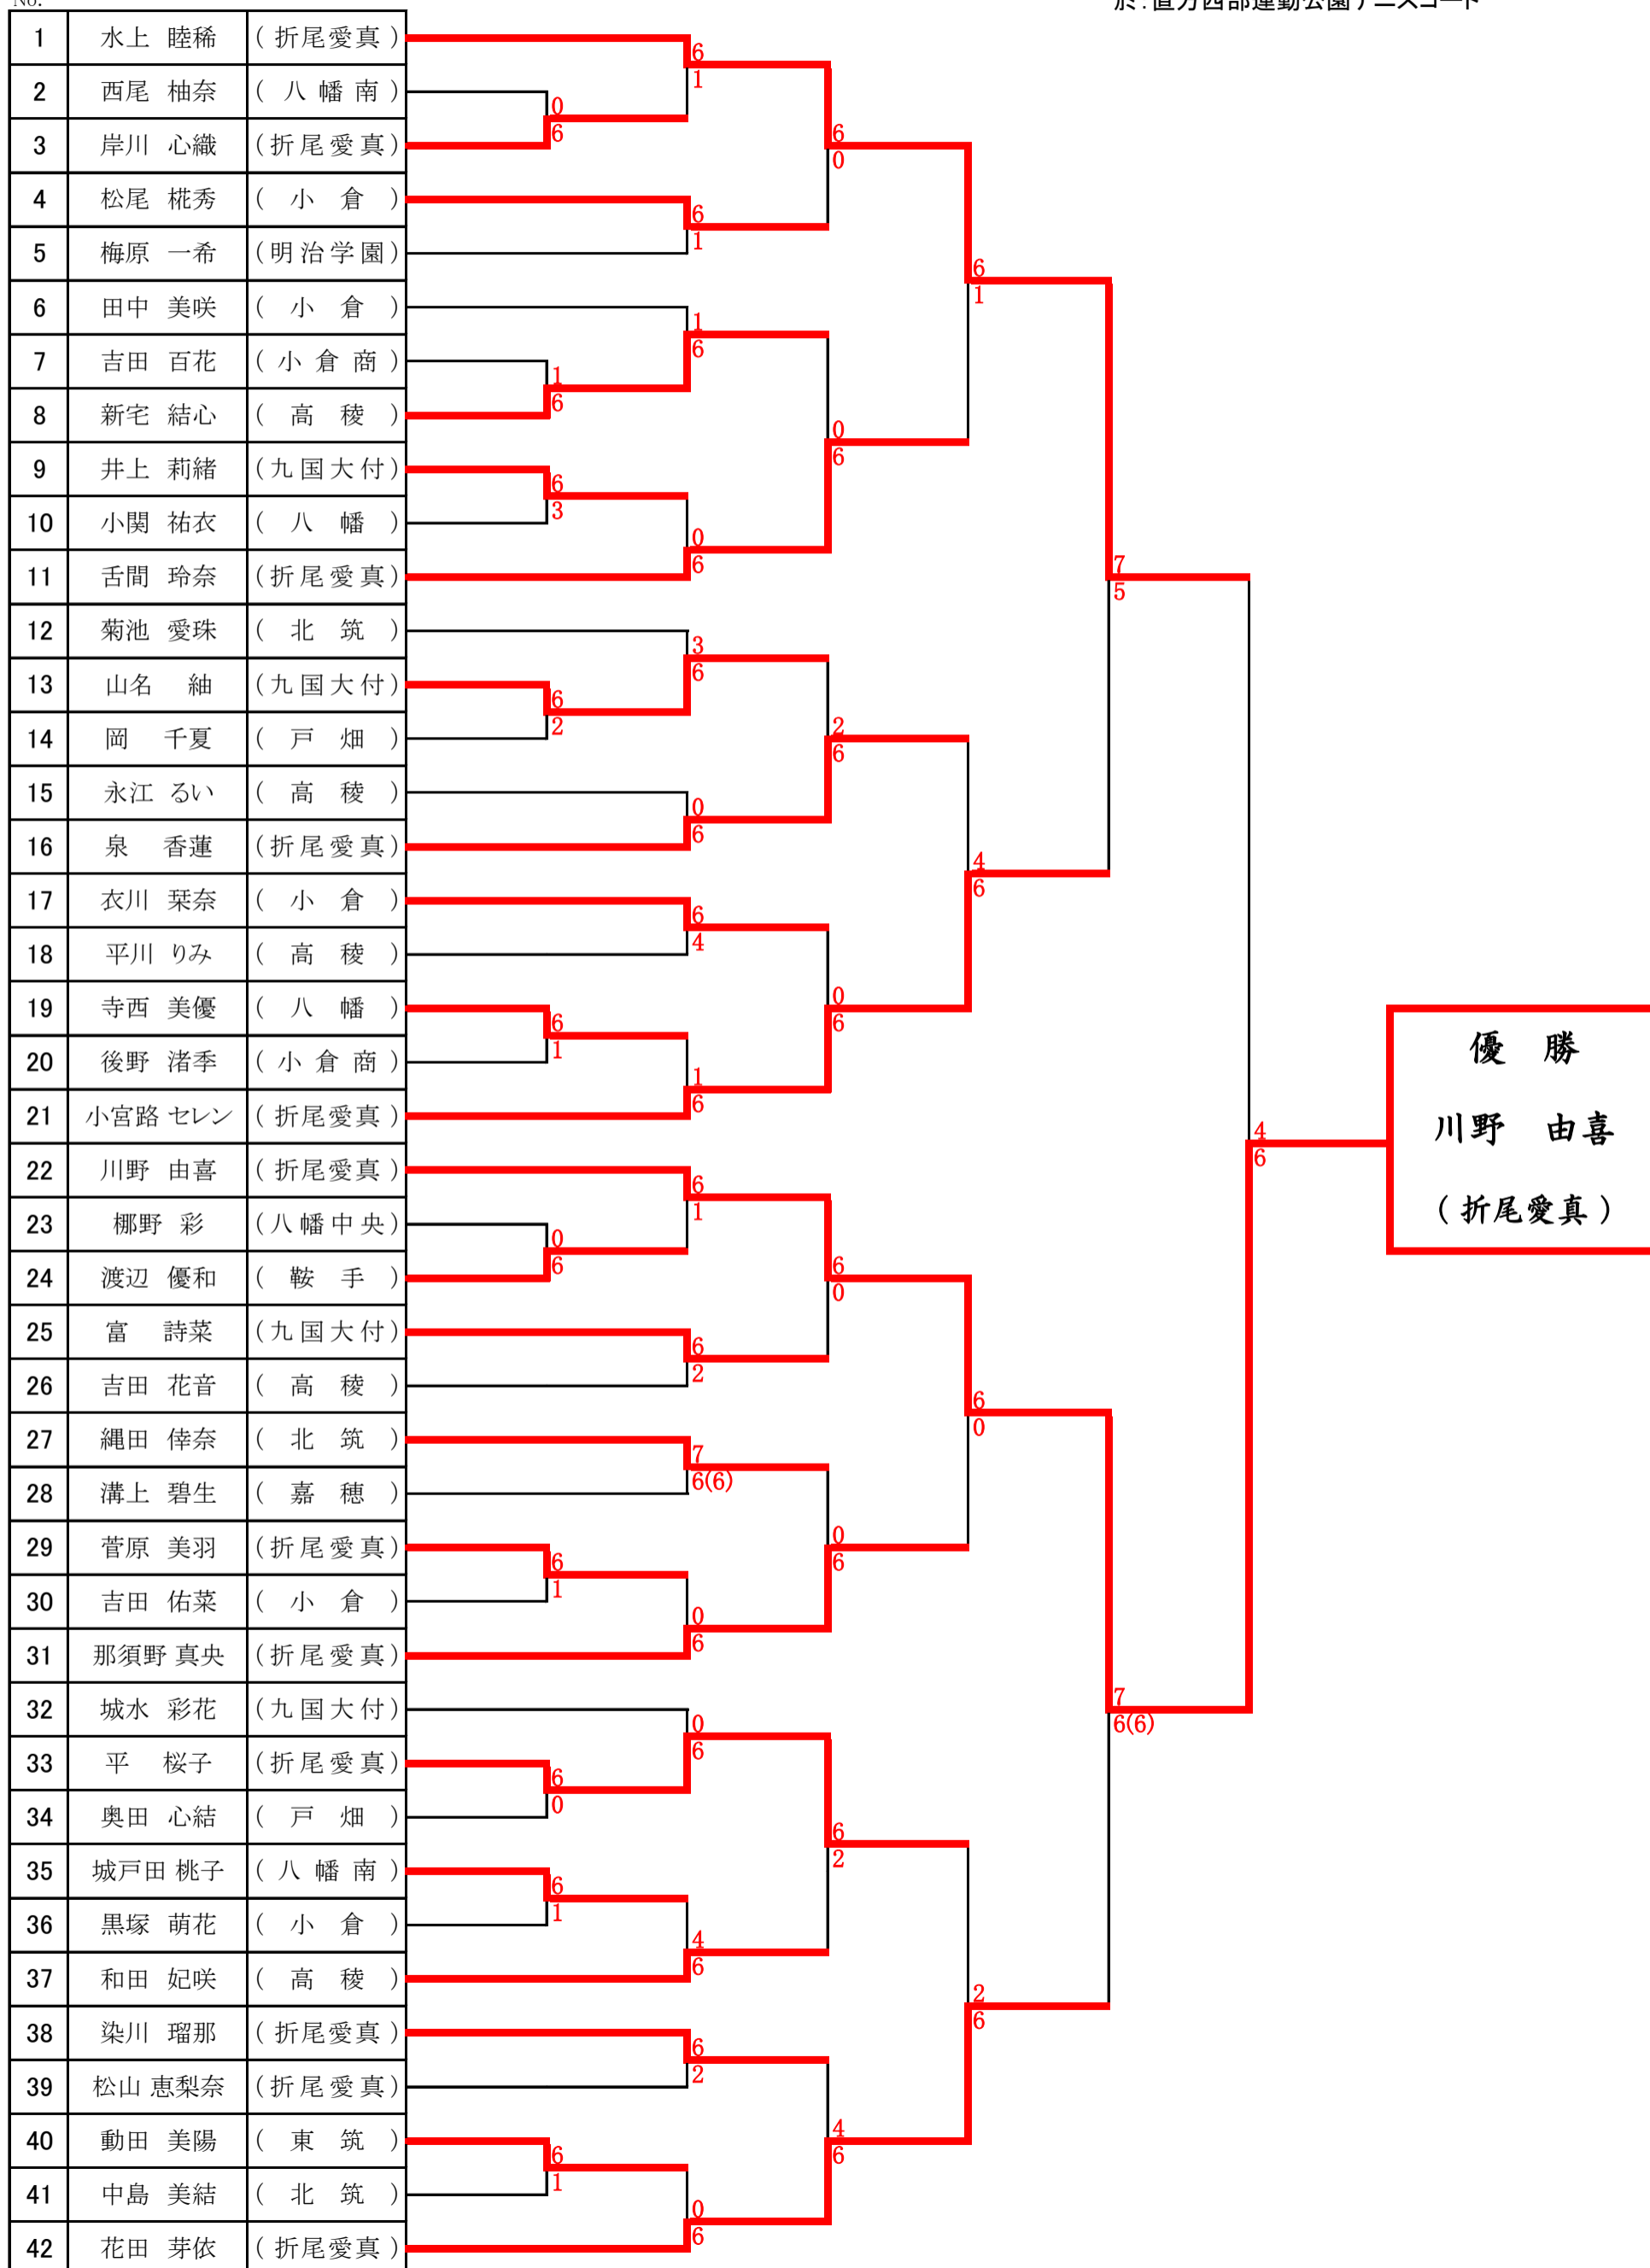 No.
於：直方西部運動公園テニスコート
1 水上 睦稀 (折尾愛真)
2 西尾 柚奈 (八幡南)
3 岸川 心織 (折尾愛真)
4 松尾 椛秀 (小倉)
5 梅原 一希 (明治学園)
6 田中 美咲 (小倉)
7 吉田 百花 (小倉商)
8 新宅 結心 (高稜)
9 井上 莉緒 (九国大付)
10 小関 祐衣 (八幡)
11 舌間 玲奈 (折尾愛真)
12 菊池 愛珠 (北筑)
13 山名 紬 (九国大付)
14 岡 千夏 (戸畑)
15 永江 るい (高稜)
16 泉 香蓮 (折尾愛真)
17 衣川 栞奈 (小倉)
18 平川 りみ (高稜)
19 寺西 美優 (八幡)
20 後野 渚季 (小倉商)
21 小宮路 セレン (折尾愛真)
22 川野 由喜 (折尾愛真)
23 梛野 彩 (八幡中央)
24 渡辺 優和 (鞍手)
25 富 詩菜 (九国大付)
26 吉田 花音 (高稜)
27 縄田 倖奈 (北筑)
28 溝上 碧生 (嘉穂)
29 菅原 美羽 (折尾愛真)
30 吉田 佑菜 (小倉)
31 那須野 真央 (折尾愛真)
32 城水 彩花 (九国大付)
33 平 桜子 (折尾愛真)
34 奥田 心結 (戸畑)
35 城戸田 桃子 (八幡南)
36 黒塚 萌花 (小倉)
37 和田 妃咲 (高稜)
38 染川 瑠那 (折尾愛真)
39 松山 恵梨奈 (折尾愛真)
40 動田 美陽 (東筑)
41 中島 美結 (北筑)
42 花田 芽依 (折尾愛真)
0
6
1
6
6
3
6
2
6
1
0
6
6
1
6
0
6
1
6
1
6
1
6
1
1
6
0
6
3
6
0
6
6
4
1
6
6
1
6
2
7
6(6)
0
6
0
6
4
6
6
2
0
6
6
0
0
6
2
6
0
6
6
0
0
6
6
2
4
6
6
1
4
6
6
0
2
6
7
5
7
6(6)
4
6
優 勝
川野 由喜
(折尾愛真)